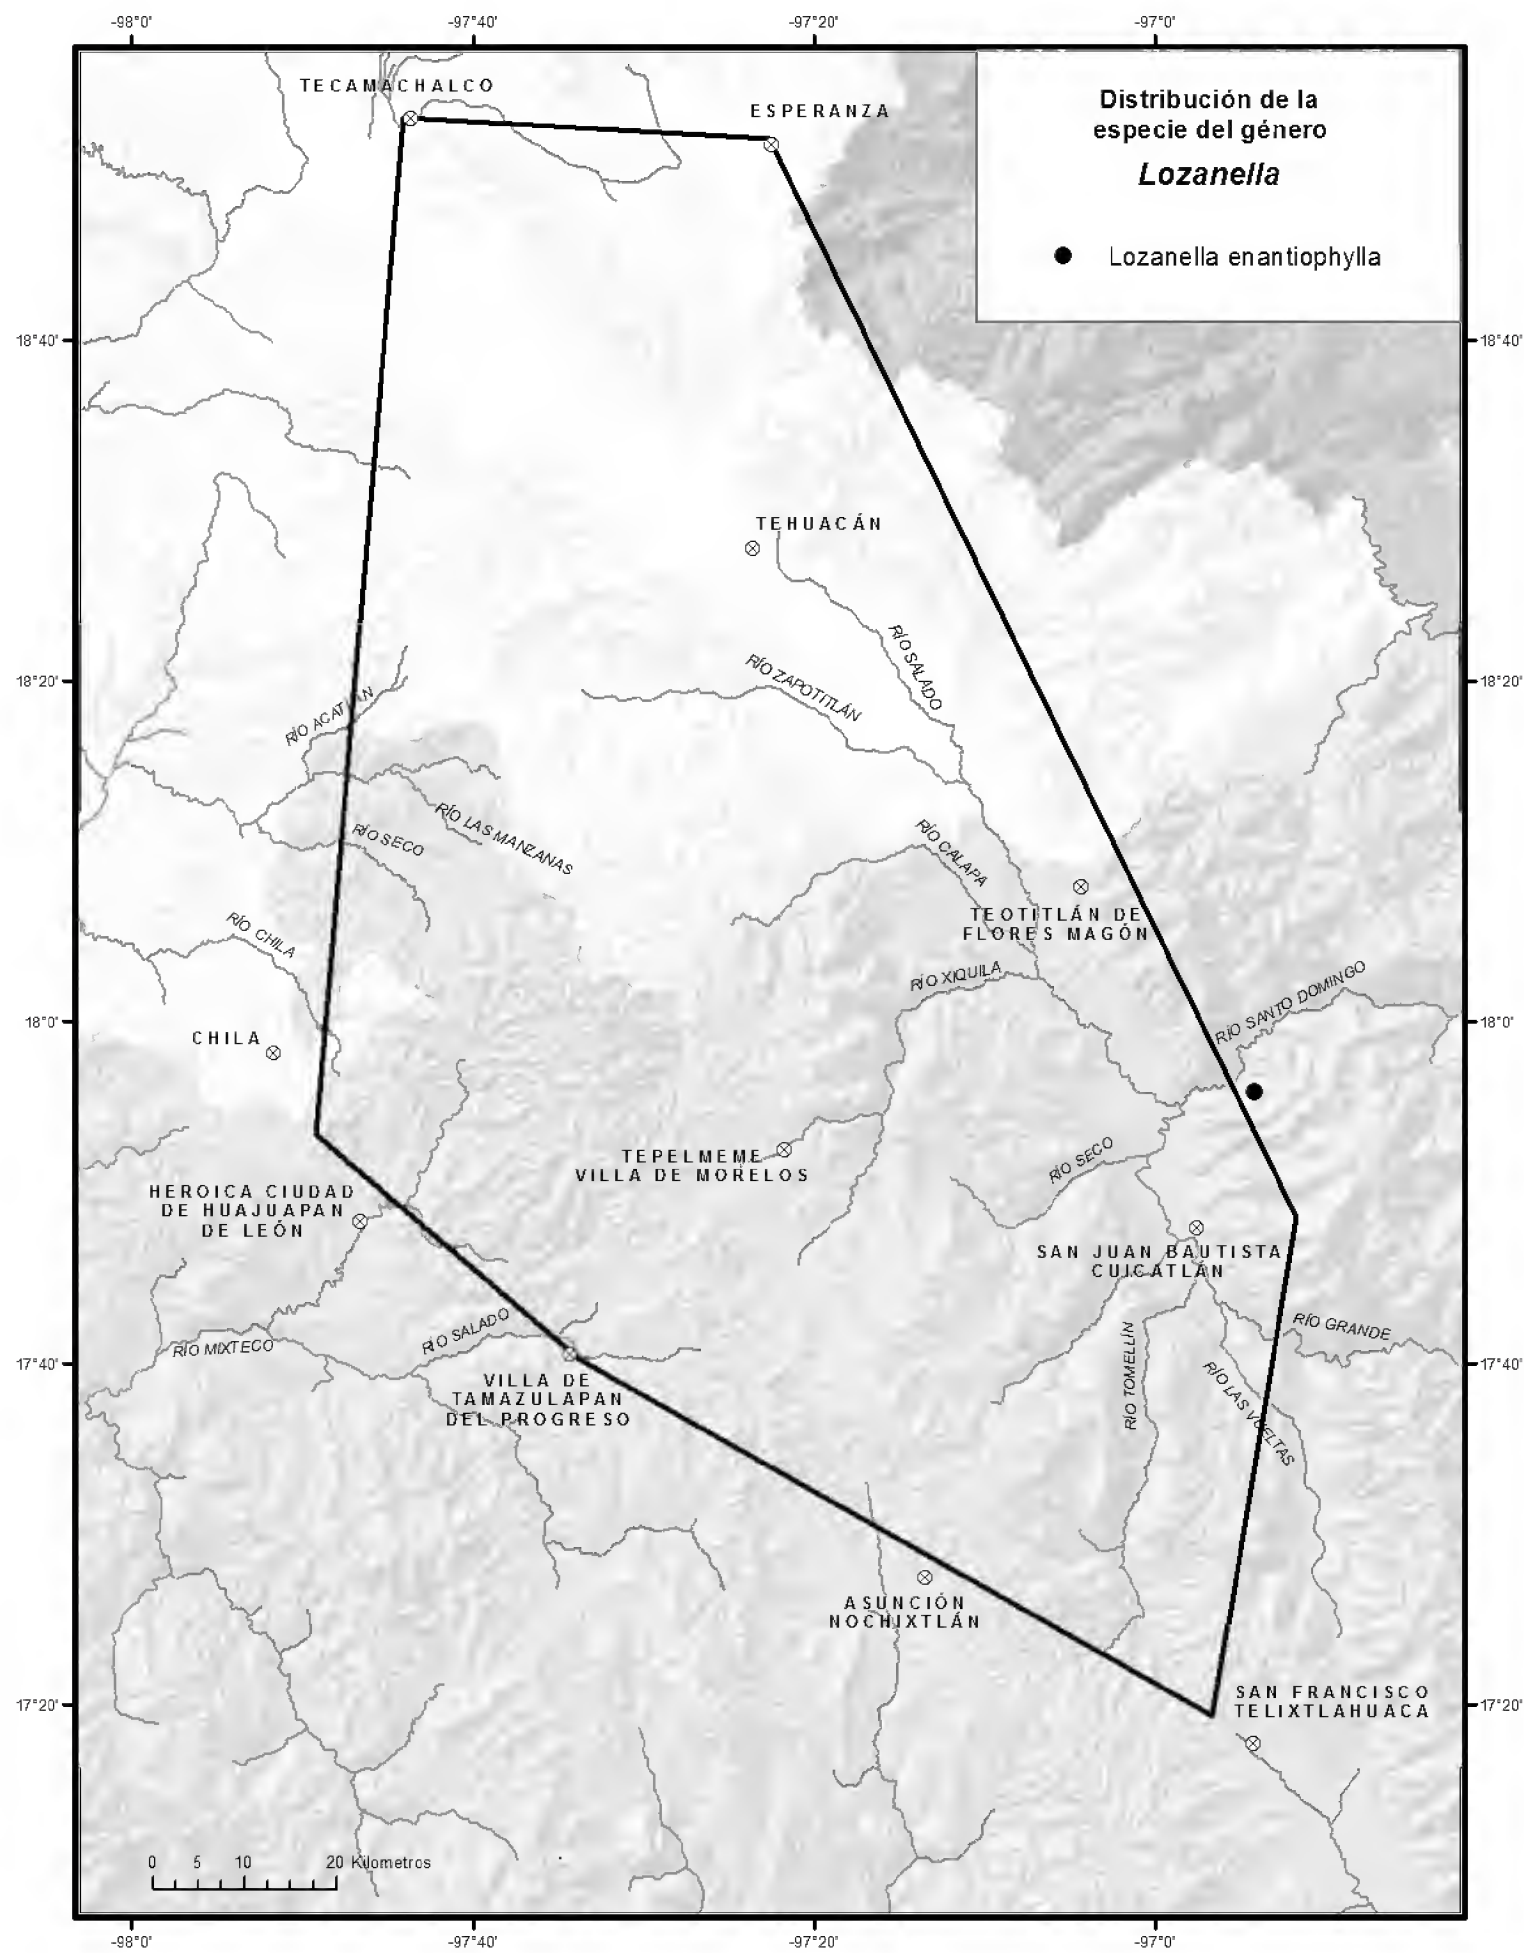 -98°0'
-97°40'
-97°20'
-97°0'
TECAMACHALCO
ESPERANZA
Distribución de la
especie del género
Lozanella
Lozanella enantiophylla
18°40'
18°40'
TEHUACÁN
RÍO SALADO
RÍO ZAPOTITLÁN
18°20'
18°20'
RÍO ACATLÁN
RÍO LAS MANZANAS
RÍO SECO
RÍO CALAPA
TEOTITLÁN DE
FLORES MAGÓN
RÍO CHILA
RÍO XIQUILA
RÍO SANTO DOMINGO
18°0'
18°0'
CHILA
TEPELMEME
VILLA DE MORELOS
RÍO SECO
HEROICA CIUDAD
DE HUAJUAPAN
DE LEÓN
SAN JUAN BAUTISTA
CUICATLÁN
RÍO SALADO
RÍO GRANDE
RÍO MIXTECO
17°40'
17°40'
RÍO TOMELLÍN
RÍO LAS VUELTAS
VILLA DE
TAMAZULAPAN
DEL PROGRESO
ASUNCIÓN
NOCHIXTLÁN
SAN FRANCISCO
TELIXTLAHUACA
17°20'
17°20'
0 5 10 20 Kilometros
-98°0'
-97°40'
-97°20'
-97°0'